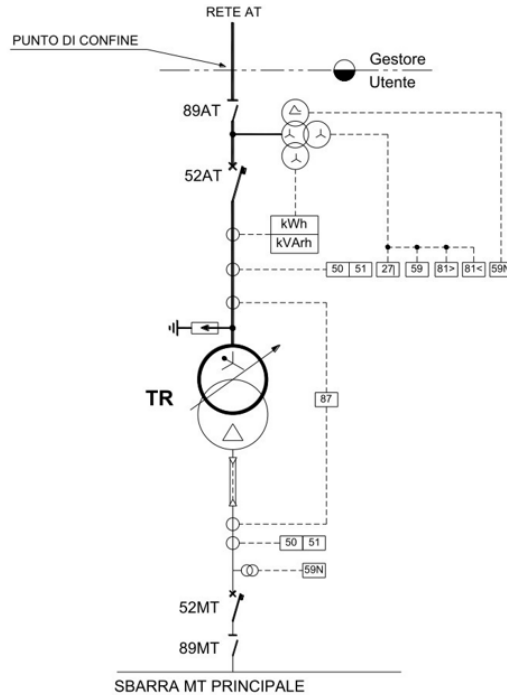 RETE AT
PUNTO DI CONFINE
Gestore
Utente
89AT
52AT
kWh
kVArh
50 51 27 59 81> 81< 59N
TR
87
50 51
59N
52MT
89MT
SBARRA MT PRINCIPALE